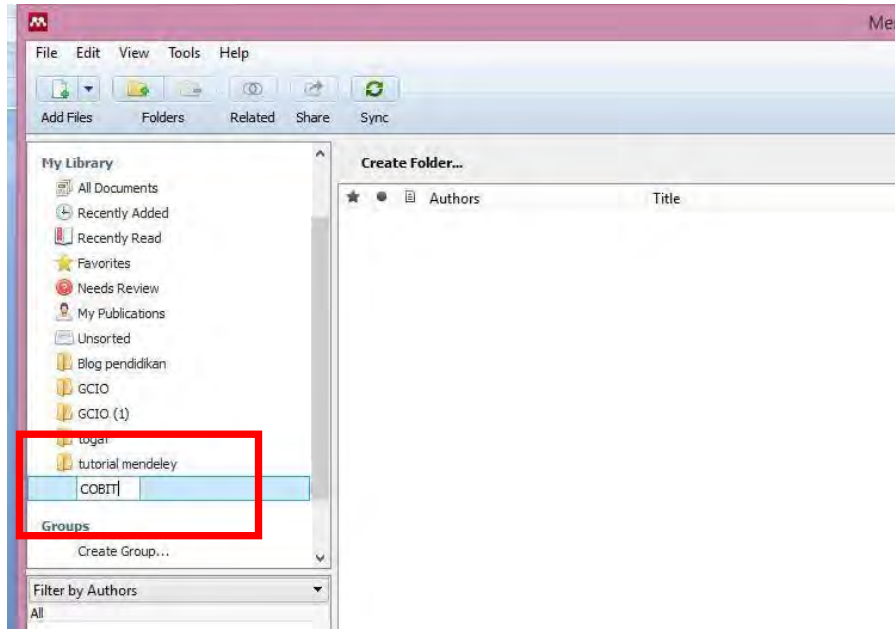 Me
File Edit View Tools Help
Add Files Folders Related Share Sync
My Library
All Documents
Recently Added
Recently Read
Favorites
Needs Review
My Publications
Unsorted
Blog pendidikan
GCIO
GCIO (1)
togaf
tutorial mendeley
COBIT
Groups
Create Group...
Filter by Authors
All
Create Folder...
Authors Title